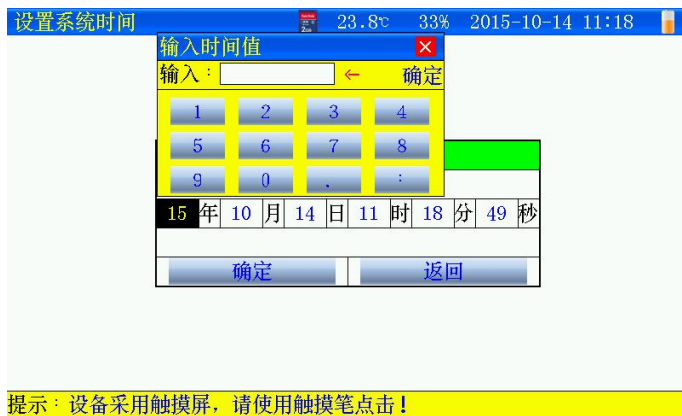 设置系统时间 23.8℃ 33% 2015-10-14 11:18
输入时间值
输入: ← 确定
1 2 3 4
5 6 7 8
9 0 . :
15 年 10 月 14 日 11 时 18 分 49 秒
确定 返回
提示:设备采用触摸屏，请使用触摸笔点击!